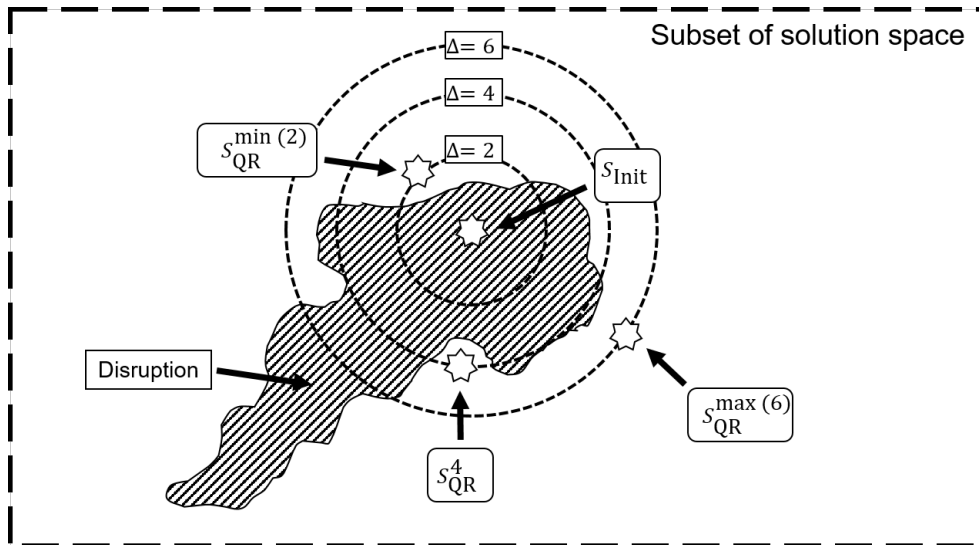 Subset of solution space
Δ= 6
Δ= 4
S_QR^min (2)
Δ= 2
S_Init
Disruption
S_QR^max (6)
S_QR^4